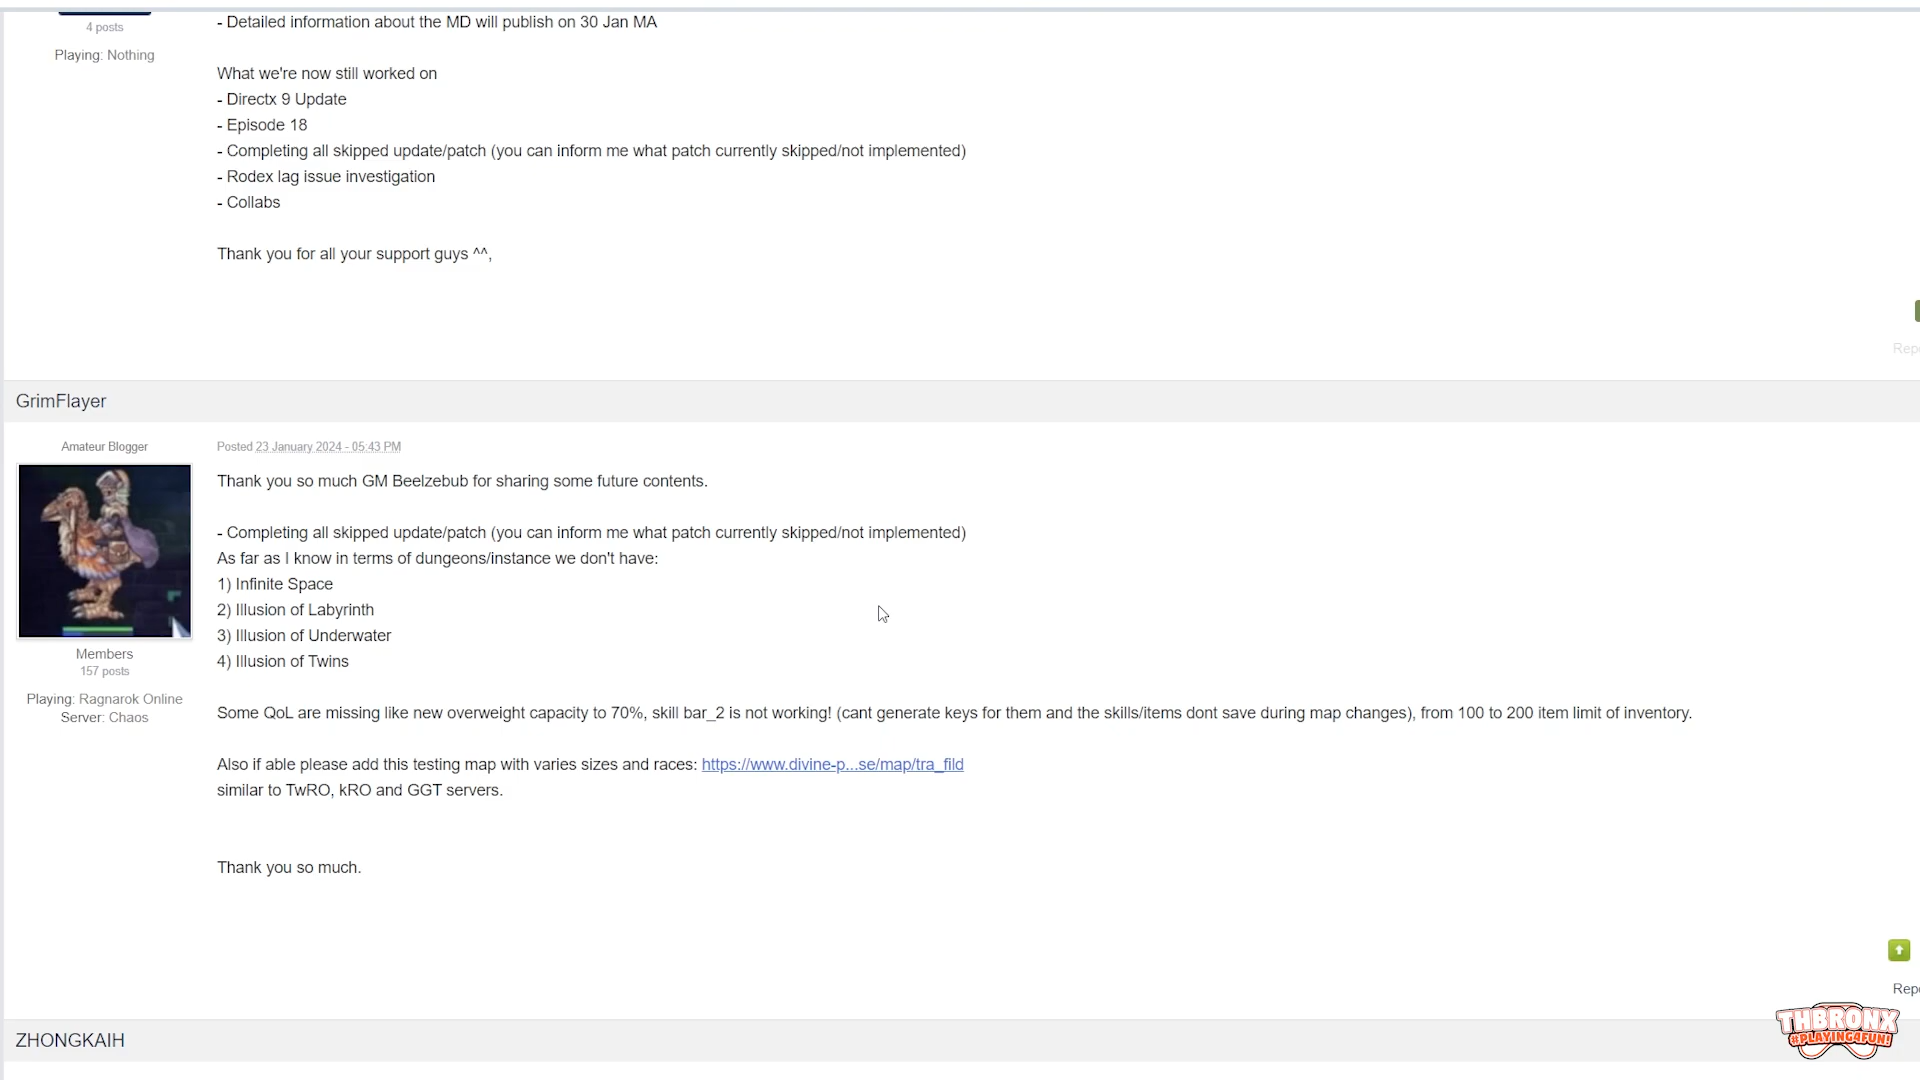 - Detailed information about the MD will publish on 30 Jan MA
4 posts
Playing: Nothing
What we're now still worked on
- Directx 9 Update
- Episode 18
- Completing all skipped update/patch (you can inform me what patch currently skipped/not implemented)
- Rodex lag issue investigation
- Collabs
Thank you for all your support guys ^^,
GrimFlayer
Amateur Blogger
Posted 23 January 2024 - 05:43 PM
Thank you so much GM Beelzebub for sharing some future contents.
- Completing all skipped update/patch (you can inform me what patch currently skipped/not implemented)
As far as I know in terms of dungeons/instance we don't have:
1) Infinite Space
2) Illusion of Labyrinth
3) Illusion of Underwater
4) Illusion of Twins
Members
157 posts
Playing: Ragnarok Online
Server: Chaos
Some QoL are missing like new overweight capacity to 70%, skill bar_2 is not working! (cant generate keys for them and the skills/items dont save during map changes), from 100 to 200 item limit of inventory.
Also if able please add this testing map with varies sizes and races: https://www.divine-p...se/map/tra_fild
similar to TwRO, kRO and GGT servers.
Thank you so much.
ZHONGKAIH
THBRONX
#PLAYING4FUN!